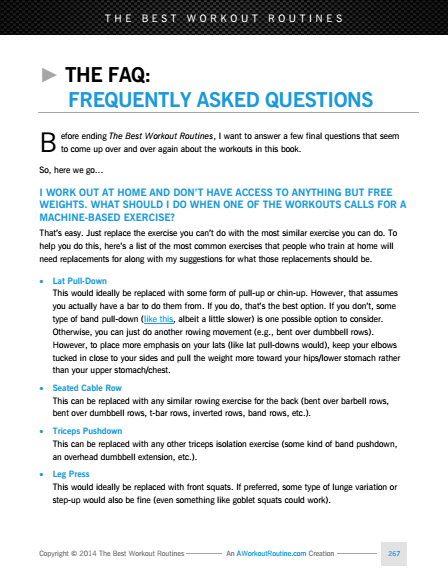 THE BEST WORKOUT ROUTINES
THE FAQ:
FREQUENTLY ASKED QUESTIONS
Before ending The Best Workout Routines, I want to answer a few final questions that seem
to come up over and over again about the workouts in this book.
So, here we go…
I WORK OUT AT HOME AND DON'T HAVE ACCESS TO ANYTHING BUT FREE
WEIGHTS. WHAT SHOULD I DO WHEN ONE OF THE WORKOUTS CALLS FOR A
MACHINE-BASED EXERCISE?
That's easy. Just replace the exercise you can't do with the most similar exercise you can do. To
help you do this, here's a list of the most common exercises that people who train at home will
need replacements for along with my suggestions for what those replacements should be.
• Lat Pull-Down
This would ideally be replaced with some form of pull-up or chin-up. However, that assumes
you actually have a bar to do them from. If you do, that's the best option. If you don't, some
type of band pull-down (like this, albeit a little slower) is one possible option to consider.
Otherwise, you can just do another rowing movement (e.g., bent over dumbbell rows).
However, to place more emphasis on your lats (like lat pull-downs would), keep your elbows
tucked in close to your sides and pull the weight more toward your hips/lower stomach rather
than your upper stomach/chest.
• Seated Cable Row
This can be replaced with any similar rowing exercise for the back (bent over barbell rows,
bent over dumbbell rows, t-bar rows, inverted rows, band rows, etc.).
• Triceps Pushdown
This can be replaced with any other triceps isolation exercise (some kind of band pushdown,
an overhead dumbbell extension, etc.).
• Leg Press
This would ideally be replaced with front squats. If preferred, some type of lunge variation or
step-up would also be fine (even something like goblet squats could work).
Copyright © 2014 The Best Workout Routines An AWorkoutRoutine.com Creation 267